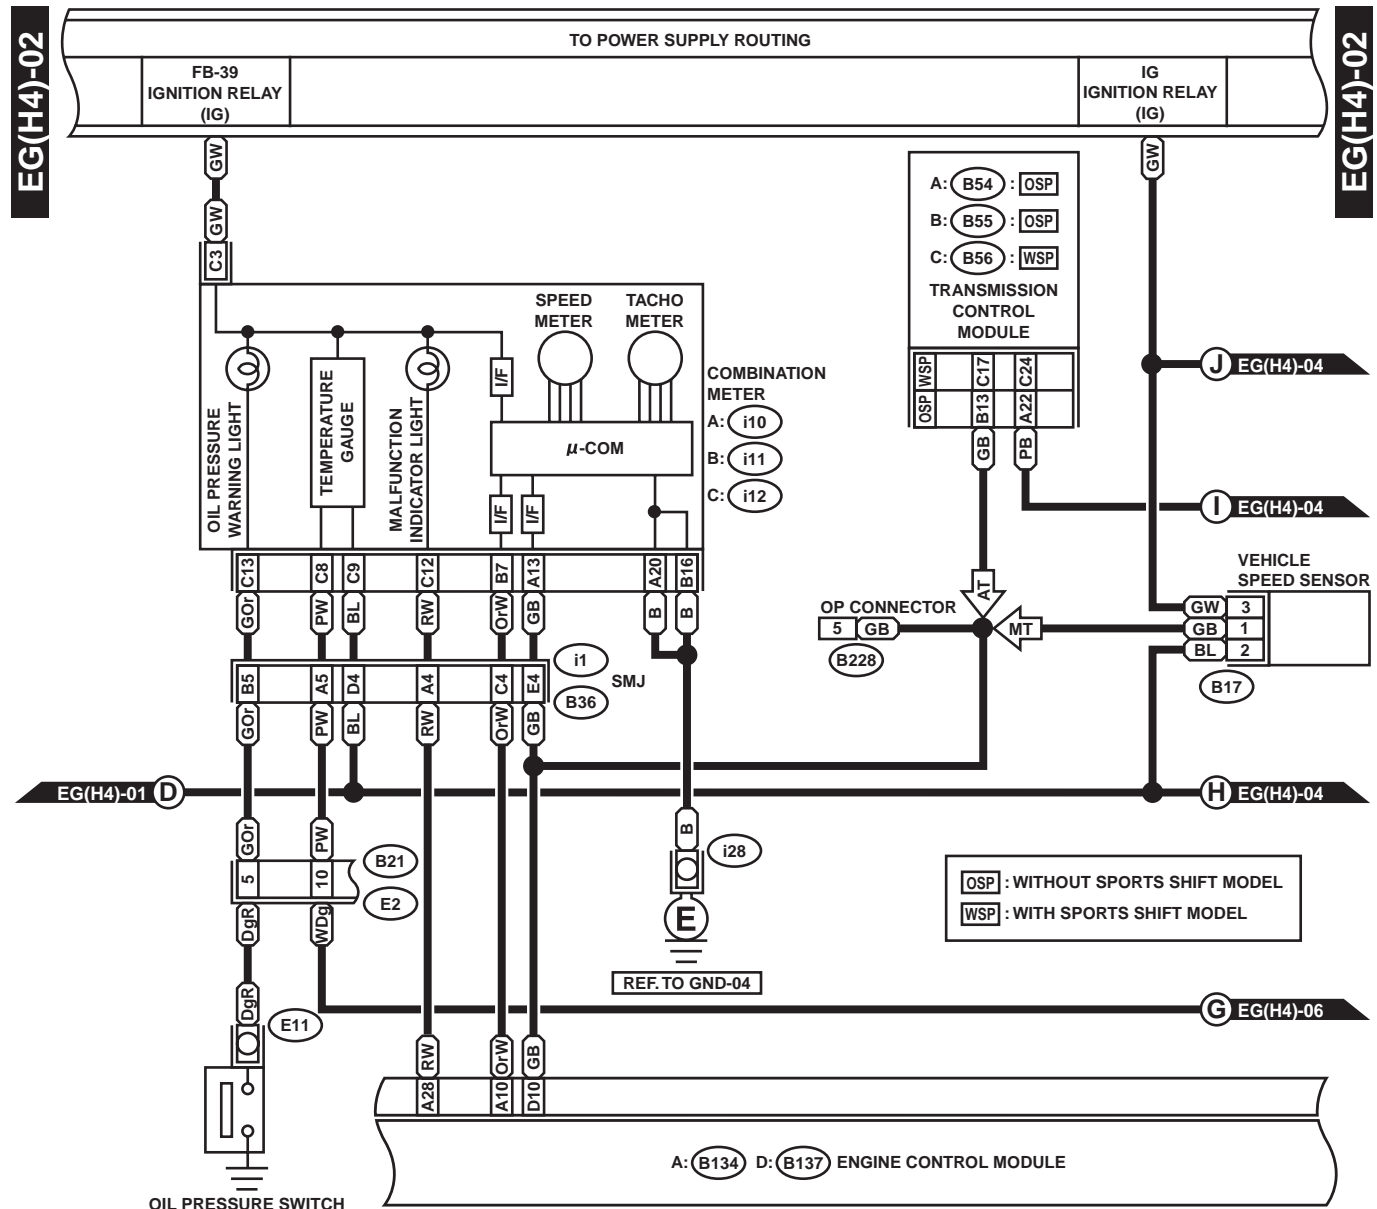 EG(H4)-02
EG(H4)-02
TO POWER SUPPLY ROUTING
FB-39
IGNITION RELAY
(IG)
IG
IGNITION RELAY
(IG)
GW
GW
C3
GW
A: B54 : OSP
B: B55 : OSP
C: B56 : WSP
TRANSMISSION
CONTROL
MODULE
WSP C17 C24
OSP B13 A22
GB PB
SPEED
METER
TACHO
METER
OIL PRESSURE
WARNING LIGHT
TEMPERATURE
GAUGE
MALFUNCTION
INDICATOR LIGHT
I/F
µ-COM
I/F I/F
COMBINATION
METER
A: i10
B: i11
C: i12
J EG(H4)-04
I EG(H4)-04
C13 C8 C9 C12 B7 A13 A20 B16
GOr PW BL RW OrW GB B B
AT
OP CONNECTOR
5 GB
B228
MT
VEHICLE
SPEED SENSOR
GW 3
GB 1
BL 2
B17
i1
SMJ
B36
B5 A5 D4 A4 C4 E4
GOr PW BL RW OrW GB
EG(H4)-01 D
H EG(H4)-04
GOr PW
B21
5 10
E2
DgR WDg
B
i28
E
REF. TO GND-04
OSP : WITHOUT SPORTS SHIFT MODEL
WSP : WITH SPORTS SHIFT MODEL
G EG(H4)-06
DgR
E11
RW OrW GB
A28 A10 D10
A: B134 D: B137 ENGINE CONTROL MODULE
OIL PRESSURE SWITCH